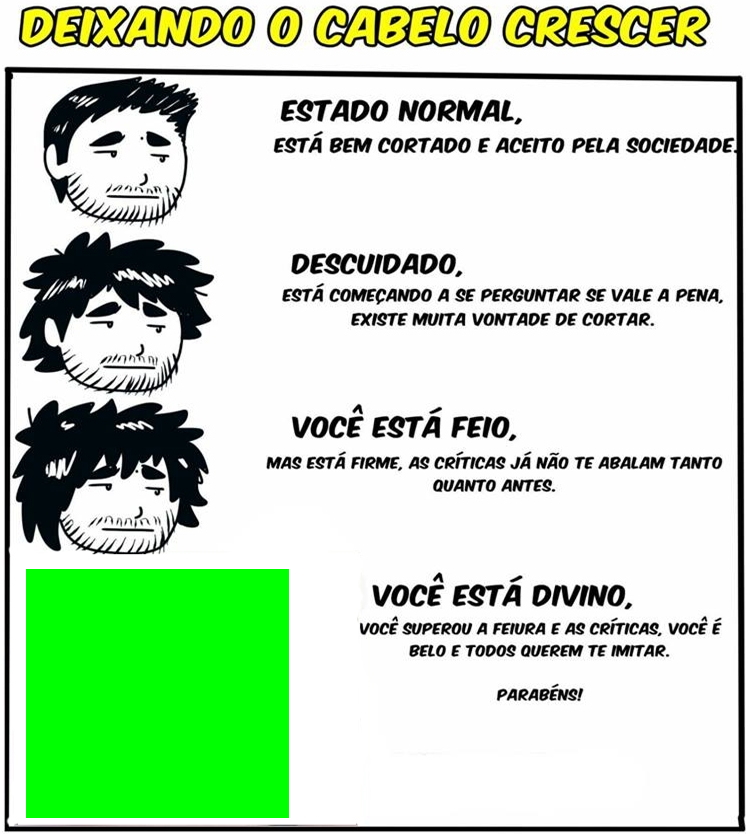 DEIXANDO O CABELO CRESCER
ESTADO NORMAL,
ESTÁ BEM CORTADO E ACEITO PELA SOCIEDADE.
DESCUIDADO,
ESTÁ COMEÇANDO A SE PERGUNTAR SE VALE A PENA,
EXISTE MUITA VONTADE DE CORTAR.
VOCÊ ESTÁ FEIO,
MAS ESTÁ FIRME, AS CRÍTICAS JÁ NÃO TE ABALAM TANTO
QUANTO ANTES.
VOCÊ ESTÁ DIVINO,
VOCÊ SUPEROU A FEIURA E AS CRÍTICAS, VOCÊ É
BELO E TODOS QUEREM TE IMITAR.
PARABÉNS!